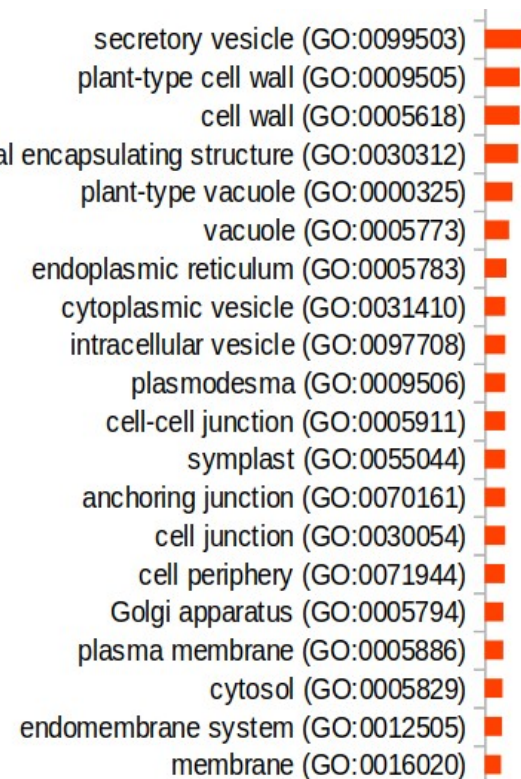 secretory vesicle (GO:0099503)
plant-type cell wall (GO:0009505)
cell wall (GO:0005618)
encapsulating structure (GO:0030312)
plant-type vacuole (GO:0000325)
vacuole (GO:0005773)
endoplasmic reticulum (GO:0005783)
cytoplasmic vesicle (GO:0031410)
intracellular vesicle (GO:0097708)
plasmodesma (GO:0009506)
cell-cell junction (GO:0005911)
symplast (GO:0055044)
anchoring junction (GO:0070161)
cell junction (GO:0030054)
cell periphery (GO:0071944)
Golgi apparatus (GO:0005794)
plasma membrane (GO:0005886)
cytosol (GO:0005829)
endomembrane system (GO:0012505)
membrane (GO:0016020)